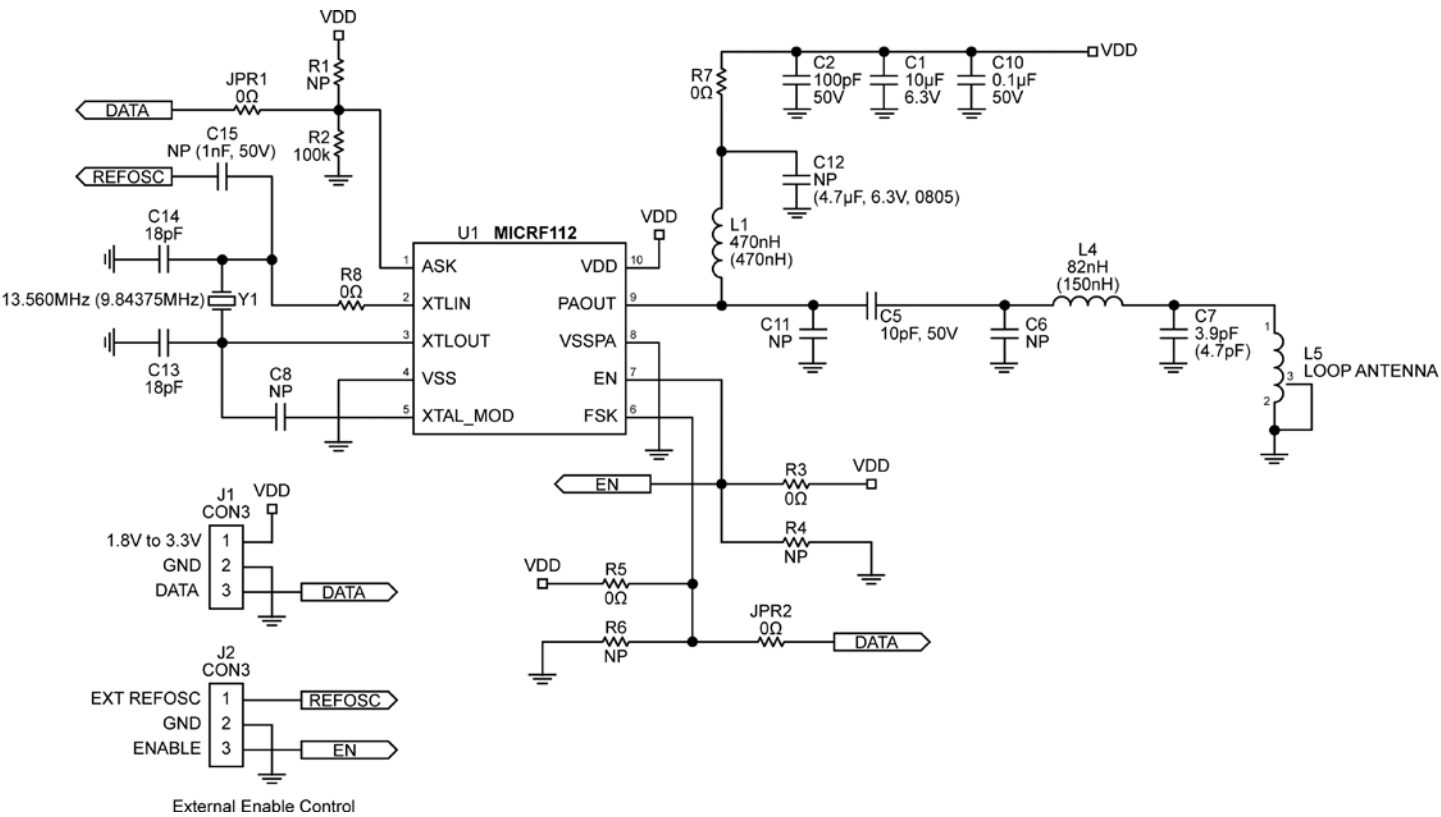 VDD
R1
NP
JPR1
0Ω
DATA
R2
100k
C15
NP (1nF, 50V)
REFOSC
C14
18pF
13.560MHz (9.84375MHz)
Y1
R8
0Ω
C13
18pF
C8
NP
U1 MICRF112
1 ASK
2 XTLIN
3 XTLOUT
4 VSS
5 XTAL_MOD
VDD 10
PAOUT 9
VSSPA 8
EN 7
FSK 6
VDD
R7
0Ω
C2
100pF
50V
C1
10µF
6.3V
C10
0.1µF
50V
VDD
C12
NP
(4.7µF, 6.3V, 0805)
L1
470nH
(470nH)
C11
NP
C5
10pF, 50V
C6
NP
L4
82nH
(150nH)
C7
3.9pF
(4.7pF)
1
2
3
L5
LOOP ANTENNA
EN
R3
0Ω
VDD
R4
NP
VDD
R5
0Ω
R6
NP
JPR2
0Ω
DATA
J1
CON3
VDD
1.8V to 3.3V 1
GND 2
DATA 3
DATA
J2
CON3
EXT REFOSC 1
REFOSC
GND 2
ENABLE 3
EN
External Enable Control